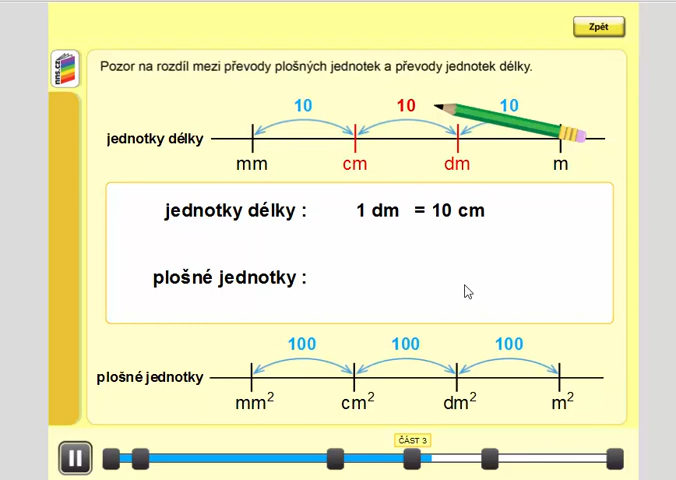 Zpět
nns.cz
Pozor na rozdíl mezi převody plošných jednotek a převody jednotek délky.
10 10 10
jednotky délky
mm cm dm m
jednotky délky : 1 dm = 10 cm
plošné jednotky :
100 100 100
plošné jednotky
mm² cm² dm² m²
ČÁST 3